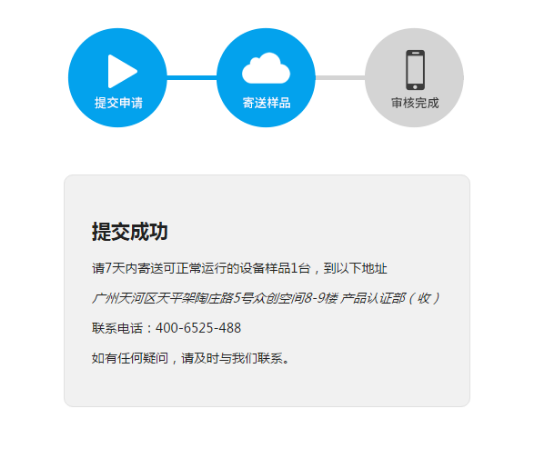 提交申请
寄送样品
审核完成
提交成功
请7天内寄送可正常运行的设备样品1台，到以下地址
广州天河区天平架陶庄路5号众创空间8-9楼 产品认证部（收）
联系电话：400-6525-488
如有任何疑问，请及时与我们联系。